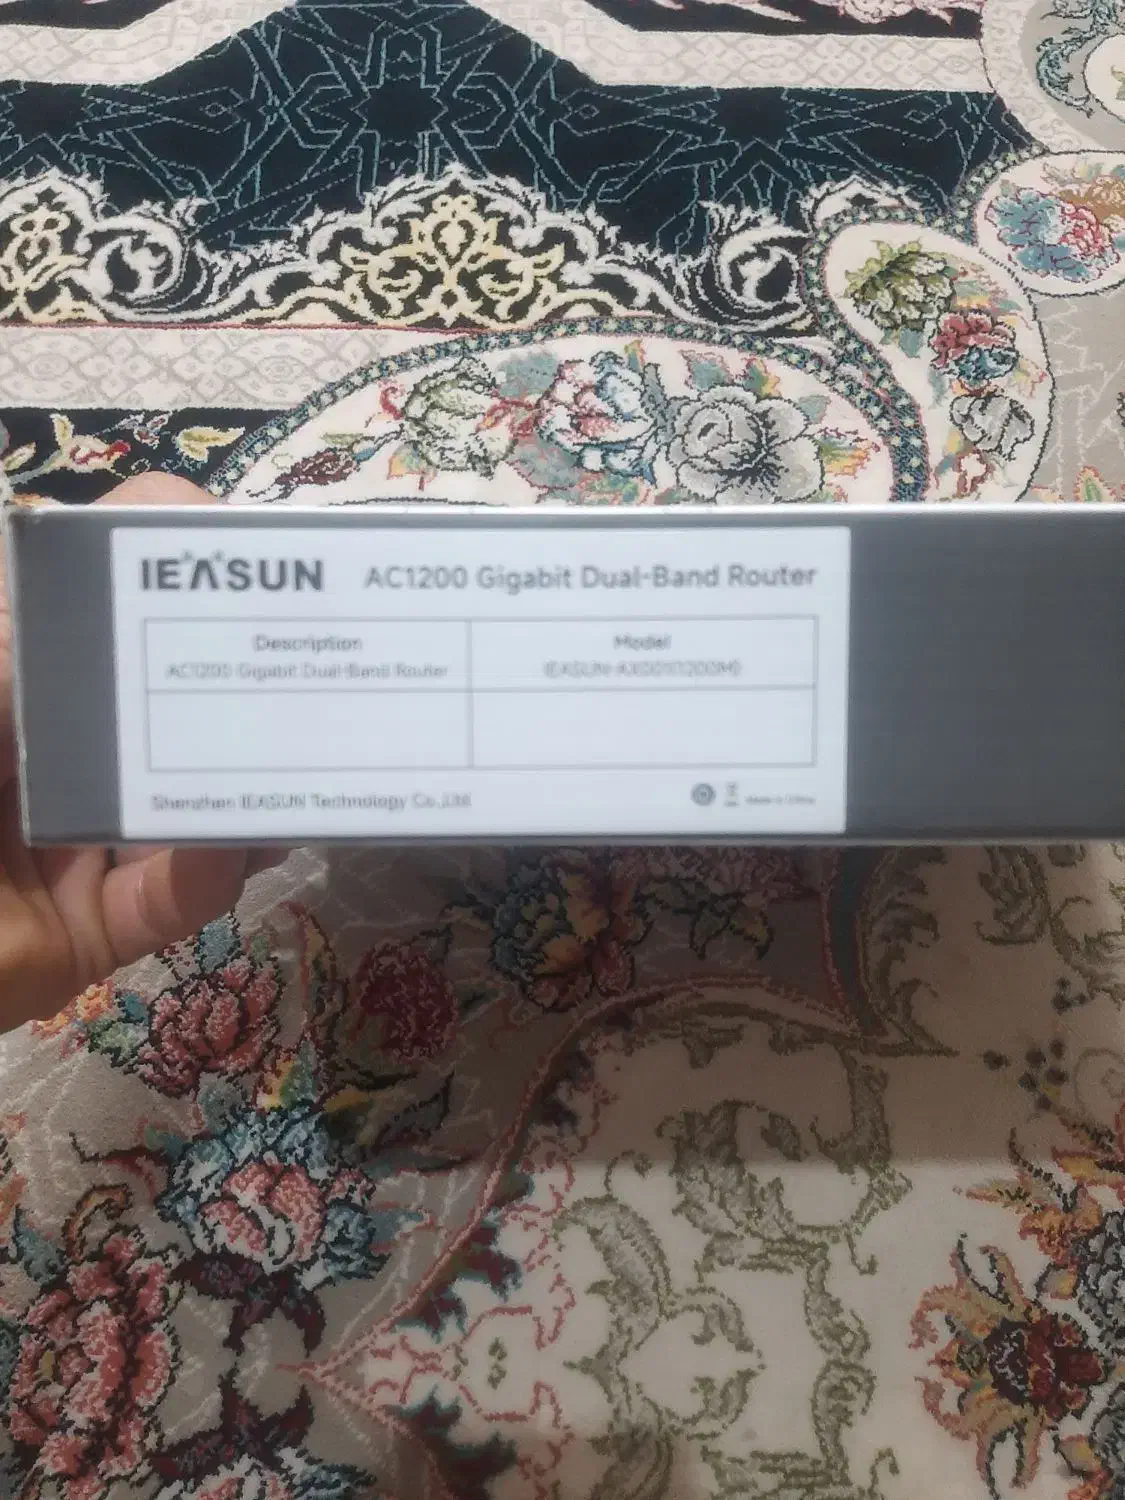 IEASUN AC1200 Gigabit Dual-Band Router
Description Model
AC1200 Gigabit Dual-Band Router
Shenzhen IEASUN Technology Co.,Ltd
Made in China